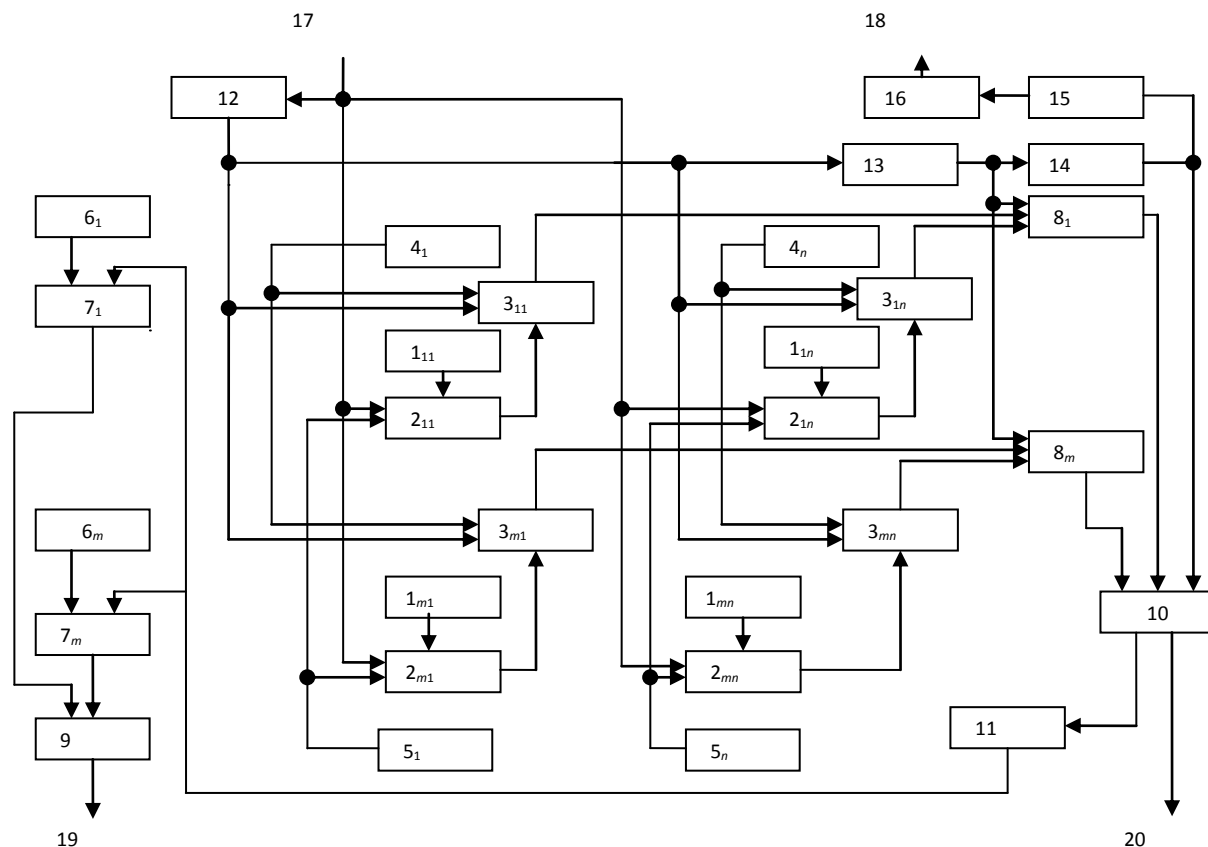 17 18
12 16 15
13 14
6₁ 8₁
4₁ 4ₙ
7₁ 3₁₁ 3₁ₙ
1₁₁ 1₁ₙ
2₁₁ 2₁ₙ
8ₘ
6ₘ 3ₘ₁ 3ₘₙ
1ₘ₁ 1ₘₙ 10
7ₘ 2ₘ₁ 2ₘₙ
9 5₁ 5ₙ 11
19 20